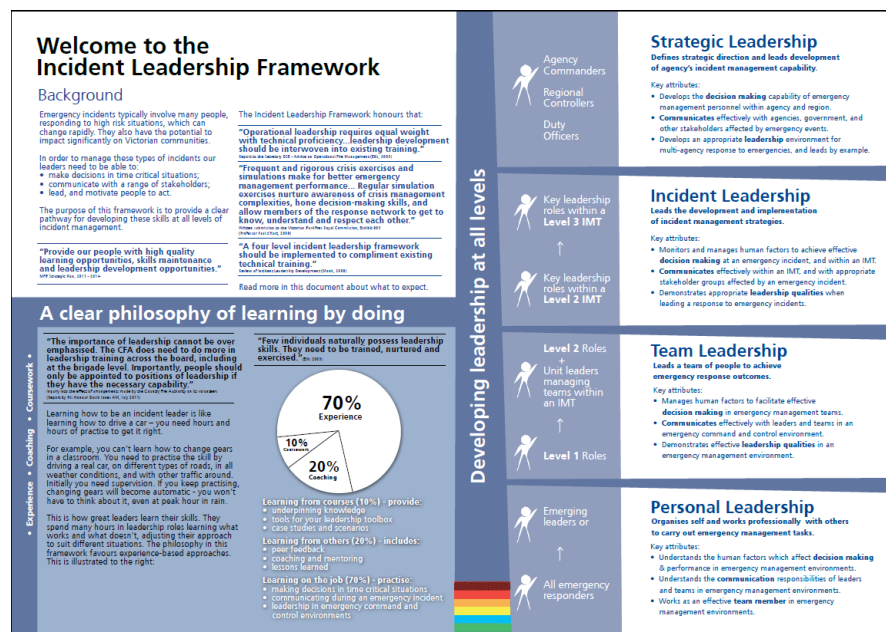 Welcome to the
Incident Leadership Framework
Background
Emergency incidents typically involve many people,
responding to high risk situations, which can
change rapidly. They also have the potential to
impact significantly on Victorian communities.
In order to manage these types of incidents our
leaders need to be able to:
• make decisions in time critical situations;
• communicate with a range of stakeholders;
• lead, and motivate people to act.
The purpose of this framework is to provide a clear
pathway for developing these skills at all levels of
incident management.
"Provide our people with high quality
learning opportunities, skills maintenance
and leadership development opportunities."
The Incident Leadership Framework honours that:
"Operational leadership requires equal weight
with technical proficiency...leadership development
should be interwoven into existing training."
"Frequent and rigorous crisis exercises and
simulations make for better emergency
management performance... Regular simulation
exercises nurture awareness of crisis management
complexities, hone decision-making skills, and
allow members of the response network to get to
know, understand and respect each other."
"A four level incident leadership framework
should be implemented to compliment existing
technical training."
Read more in this document about what to expect.
A clear philosophy of learning by doing
• Experience • Coaching • Coursework •
"The importance of leadership cannot be over
emphasised. The CFA does need to do more in
leadership training across the board, including
at the brigade level. Importantly, people should
only be appointed to positions of leadership if
they have the necessary capability."
Learning how to be an incident leader is like
learning how to drive a car – you need hours and
hours of practise to get it right.
For example, you can't learn how to change gears
in a classroom. You need to practise the skill by
driving a real car, on different types of roads, in all
weather conditions, and with other traffic around.
Initially you need supervision. If you keep practising,
changing gears will become automatic - you won't
have to think about it, even at peak hour in rain.
This is how great leaders learn their skills. They
spend many hours in leadership roles learning what
works and what doesn't, adjusting their approach
to suit different situations. The philosophy in this
framework favours experience-based approaches.
This is illustrated to the right:
"Few individuals naturally possess leadership
skills. They need to be trained, nurtured and
exercised."
70%
Experience
10%
Coursework
20%
Coaching
Learning from courses (10%) - provide:
• underpinning knowledge
• tools for your leadership toolbox
• case studies and scenarios
Learning from others (20%) - includes:
• peer feedback
• coaching and mentoring
• lessons learned
Learning on the job (70%) - practise:
• making decisions in time critical situations
• communicating during an emergency incident
• leadership in emergency command and
control environments
Developing leadership at all levels
Agency
Commanders
Regional
Controllers
Duty
Officers
Key leadership
roles within a
Level 3 IMT
↑
Key leadership
roles within a
Level 2 IMT
Level 2 Roles
+
Unit leaders
managing
teams within
an IMT
↑
Level 1 Roles
Emerging
leaders or
↑
All emergency
responders
Strategic Leadership
Defines strategic direction and leads development
of agency's incident management capability.
Key attributes:
• Develops the decision making capability of emergency
management personnel within agency and region.
• Communicates effectively with agencies, government, and
other stakeholders affected by emergency events.
• Develops an appropriate leadership environment for
multi-agency response to emergencies, and leads by example.
Incident Leadership
Leads the development and implementation
of incident management strategies.
Key attributes:
• Monitors and manages human factors to achieve effective
decision making at an emergency incident, and within an IMT.
• Communicates effectively within an IMT, and with appropriate
stakeholder groups affected by an emergency incident.
• Demonstrates appropriate leadership qualities when
leading a response to emergency incidents.
Team Leadership
Leads a team of people to achieve
emergency response outcomes.
Key attributes:
• Manages human factors to facilitate effective
decision making in emergency management teams.
• Communicates effectively with leaders and teams in an
emergency command and control environment.
• Demonstrates effective leadership qualities in an
emergency management environment.
Personal Leadership
Organises self and works professionally with others
to carry out emergency management tasks.
Key attributes:
• Understands the human factors which affect decision making
& performance in emergency management environments.
• Understands the communication responsibilities of leaders
and teams in emergency management environments.
• Works as an effective team member in emergency
management environments.